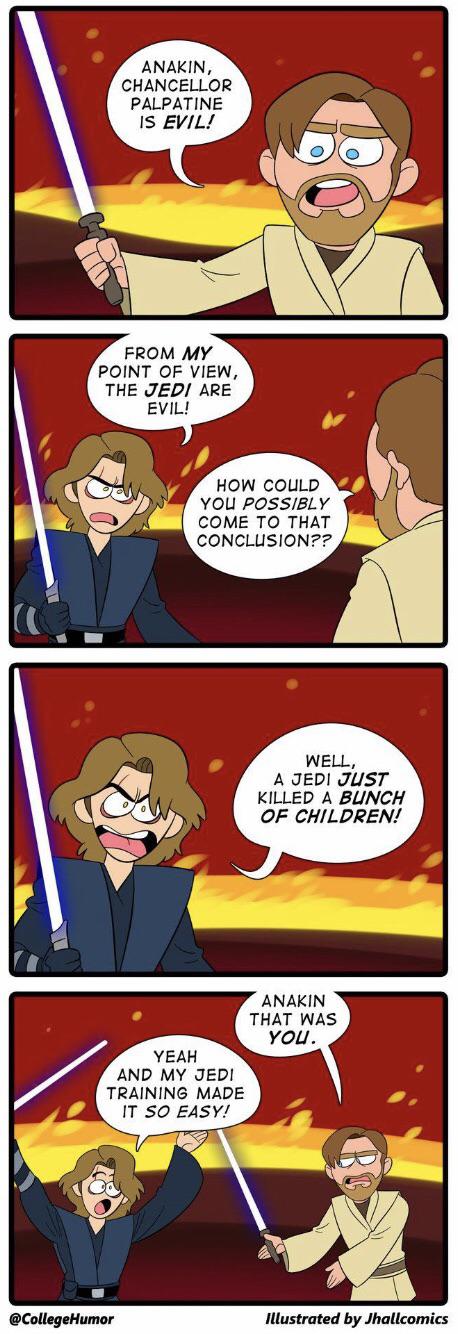 ANAKIN,
CHANCELLOR
PALPATINE
IS EVIL!
FROM MY
POINT OF VIEW,
THE JEDI ARE
EVIL!
HOW COULD
YOU POSSIBLY
COME TO THAT
CONCLUSION??
WELL,
A JEDI JUST
KILLED A BUNCH
OF CHILDREN!
ANAKIN
THAT WAS
YOU.
YEAH
AND MY JEDI
TRAINING MADE
IT SO EASY!
@CollegeHumor
Illustrated by Jhallcomics